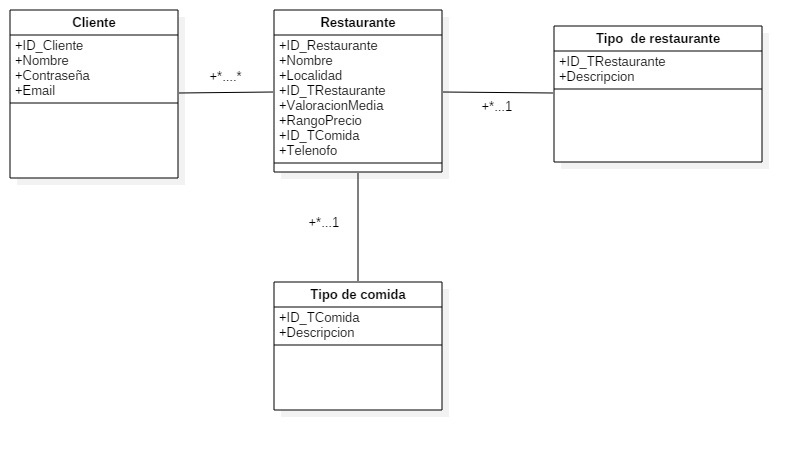 Cliente
+ID_Cliente
+Nombre
+Contraseña
+Email
+*....*
Restaurante
+ID_Restaurante
+Nombre
+Localidad
+ID_TRestaurante
+ValoracionMedia
+RangoPrecio
+ID_TComida
+Telenofo
+*...1
Tipo de restaurante
+ID_TRestaurante
+Descripcion
+*...1
Tipo de comida
+ID_TComida
+Descripcion